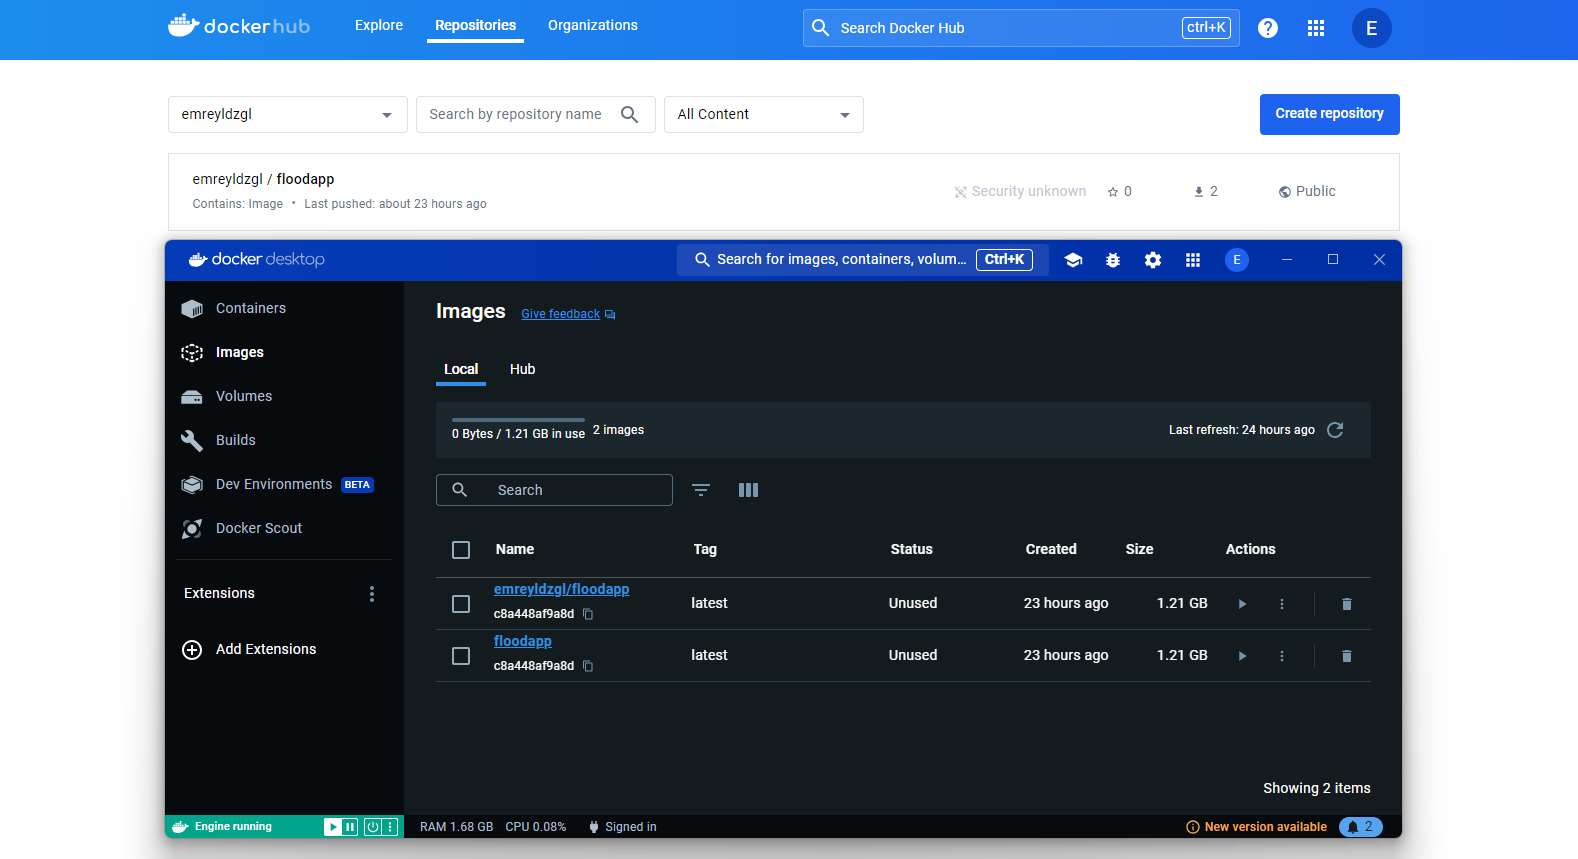 docker hub
Explore Repositories Organizations
Search Docker Hub ctrl+K
E
emreyldzgl
Search by repository name
All Content
Create repository
emreyldzgl / floodapp
Contains: Image • Last pushed: about 23 hours ago
Security unknown 0 2 Public
docker desktop
Search for images, containers, volum... Ctrl+K
E
Containers
Images
Volumes
Builds
Dev Environments BETA
Docker Scout
Extensions
Add Extensions
Images Give feedback
Local Hub
0 Bytes / 1.21 GB in use 2 images
Last refresh: 24 hours ago
Search
Name Tag Status Created Size Actions
emreyldzgl/floodapp
c8a448af9a8d
latest Unused 23 hours ago 1.21 GB
floodapp
c8a448af9a8d
latest Unused 23 hours ago 1.21 GB
Showing 2 items
Engine running
RAM 1.68 GB CPU 0.08% Signed in
New version available 2